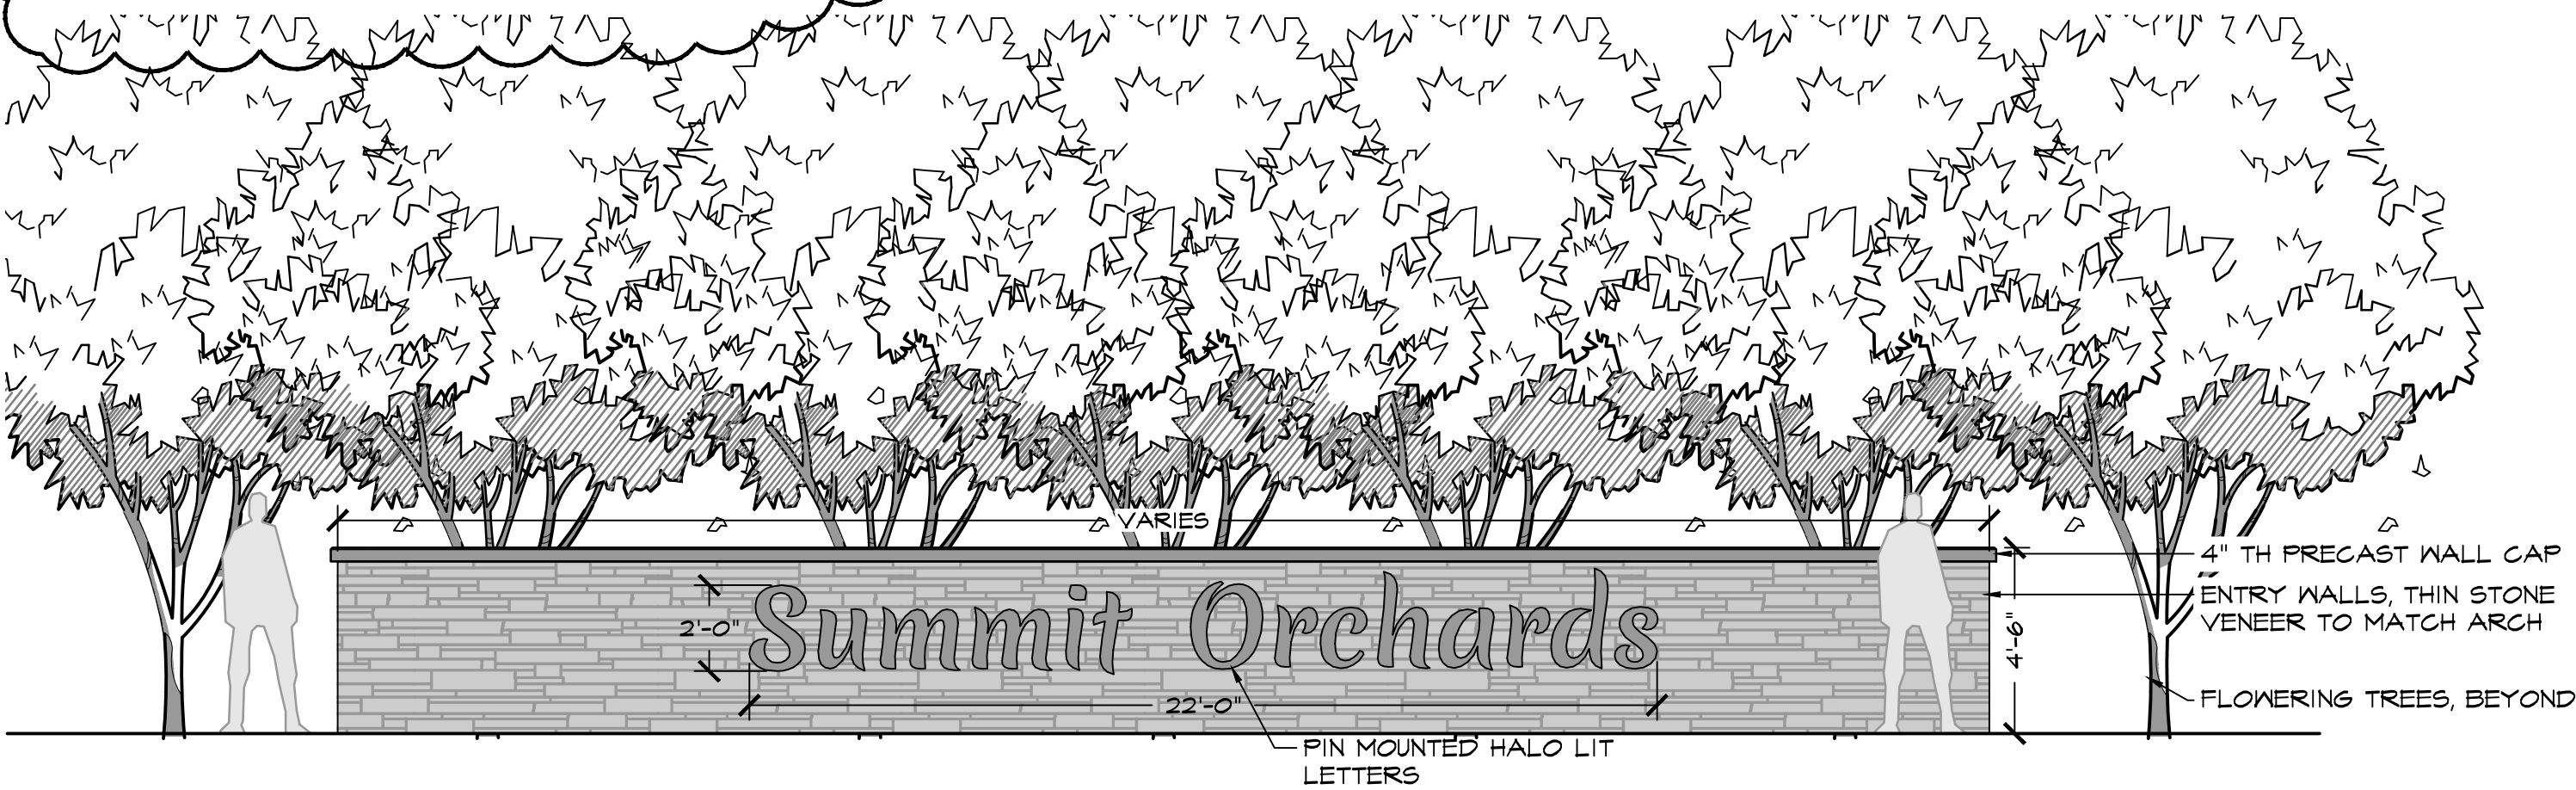 VARIES
4" TH PRECAST WALL CAP
ENTRY WALLS, THIN STONE
VENEER TO MATCH ARCH
2'-0"
Summit Orchards
4'-6"
22'-0"
FLOWERING TREES, BEYOND
PIN MOUNTED HALO LIT
LETTERS